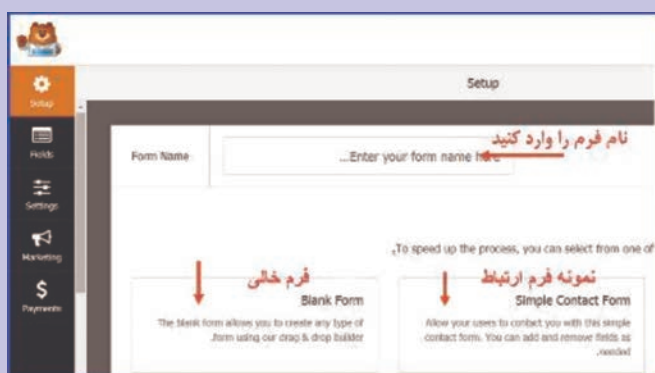 Setup
Setup
Fields
Settings
Marketing
Payments
نام فرم را وارد کنید
Form Name
...Enter your form name here
,To speed up the process, you can select from one of
فرم خالی
نمونه فرم ارتباط
Blank Form
The blank form allows you to create any type of
.form using our drag & drop builder
Simple Contact Form
Allow your users to contact you with this simple
contact form. You can add and remove fields as
.needed